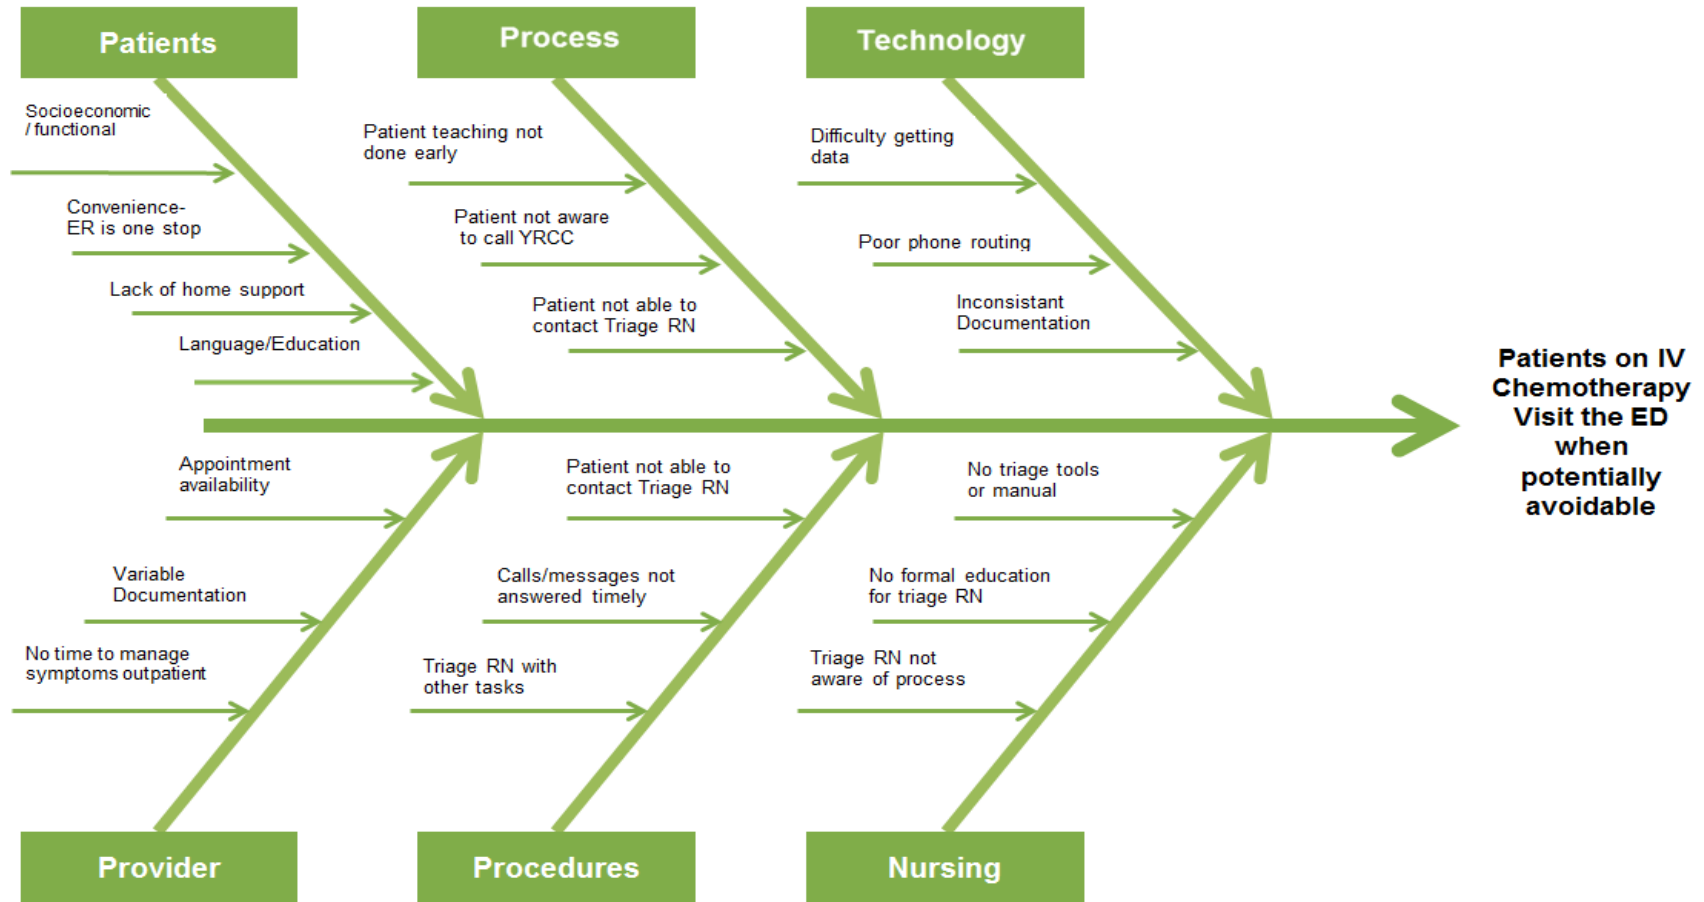 Patients
Process
Technology
Socioeconomic
/ functional
Convenience-
ER is one stop
Lack of home support
Language/Education
Patient teaching not
done early
Patient not aware
to call YRCC
Patient not able to
contact Triage RN
Difficulty getting
data
Poor phone routing
Inconsistant
Documentation
Patients on IV
Chemotherapy
Visit the ED
when
potentially
avoidable
Appointment
availability
Variable
Documentation
No time to manage
symptoms outpatient
Patient not able to
contact Triage RN
Calls/messages not
answered timely
Triage RN with
other tasks
No triage tools
or manual
No formal education
for triage RN
Triage RN not
aware of process
Provider
Procedures
Nursing